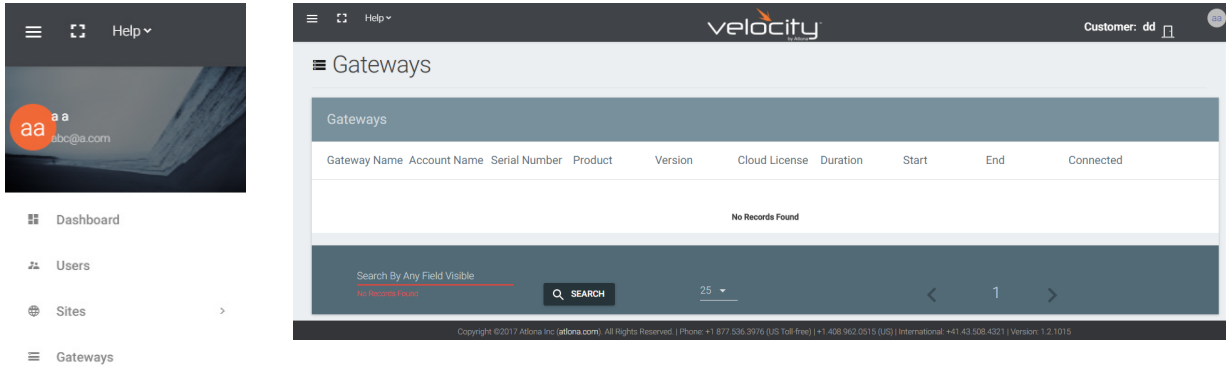 Help
a a
aa
abc@a.com
Dashboard
Users
Sites
Gateways
Help
velocity
by Atlona
Customer: dd
aa
Gateways
Gateways
Gateway Name Account Name Serial Number Product Version Cloud License Duration Start End Connected
No Records Found
Search By Any Field Visible
No Records Found
SEARCH
25
1
Copyright ©2017 Atlona Inc (atlona.com). All Rights Reserved. | Phone: +1 877.536.3976 (US Toll-free) | +1.408.962.0515 (US) | International: +41.43.508.4321 | Version: 1.2.1015